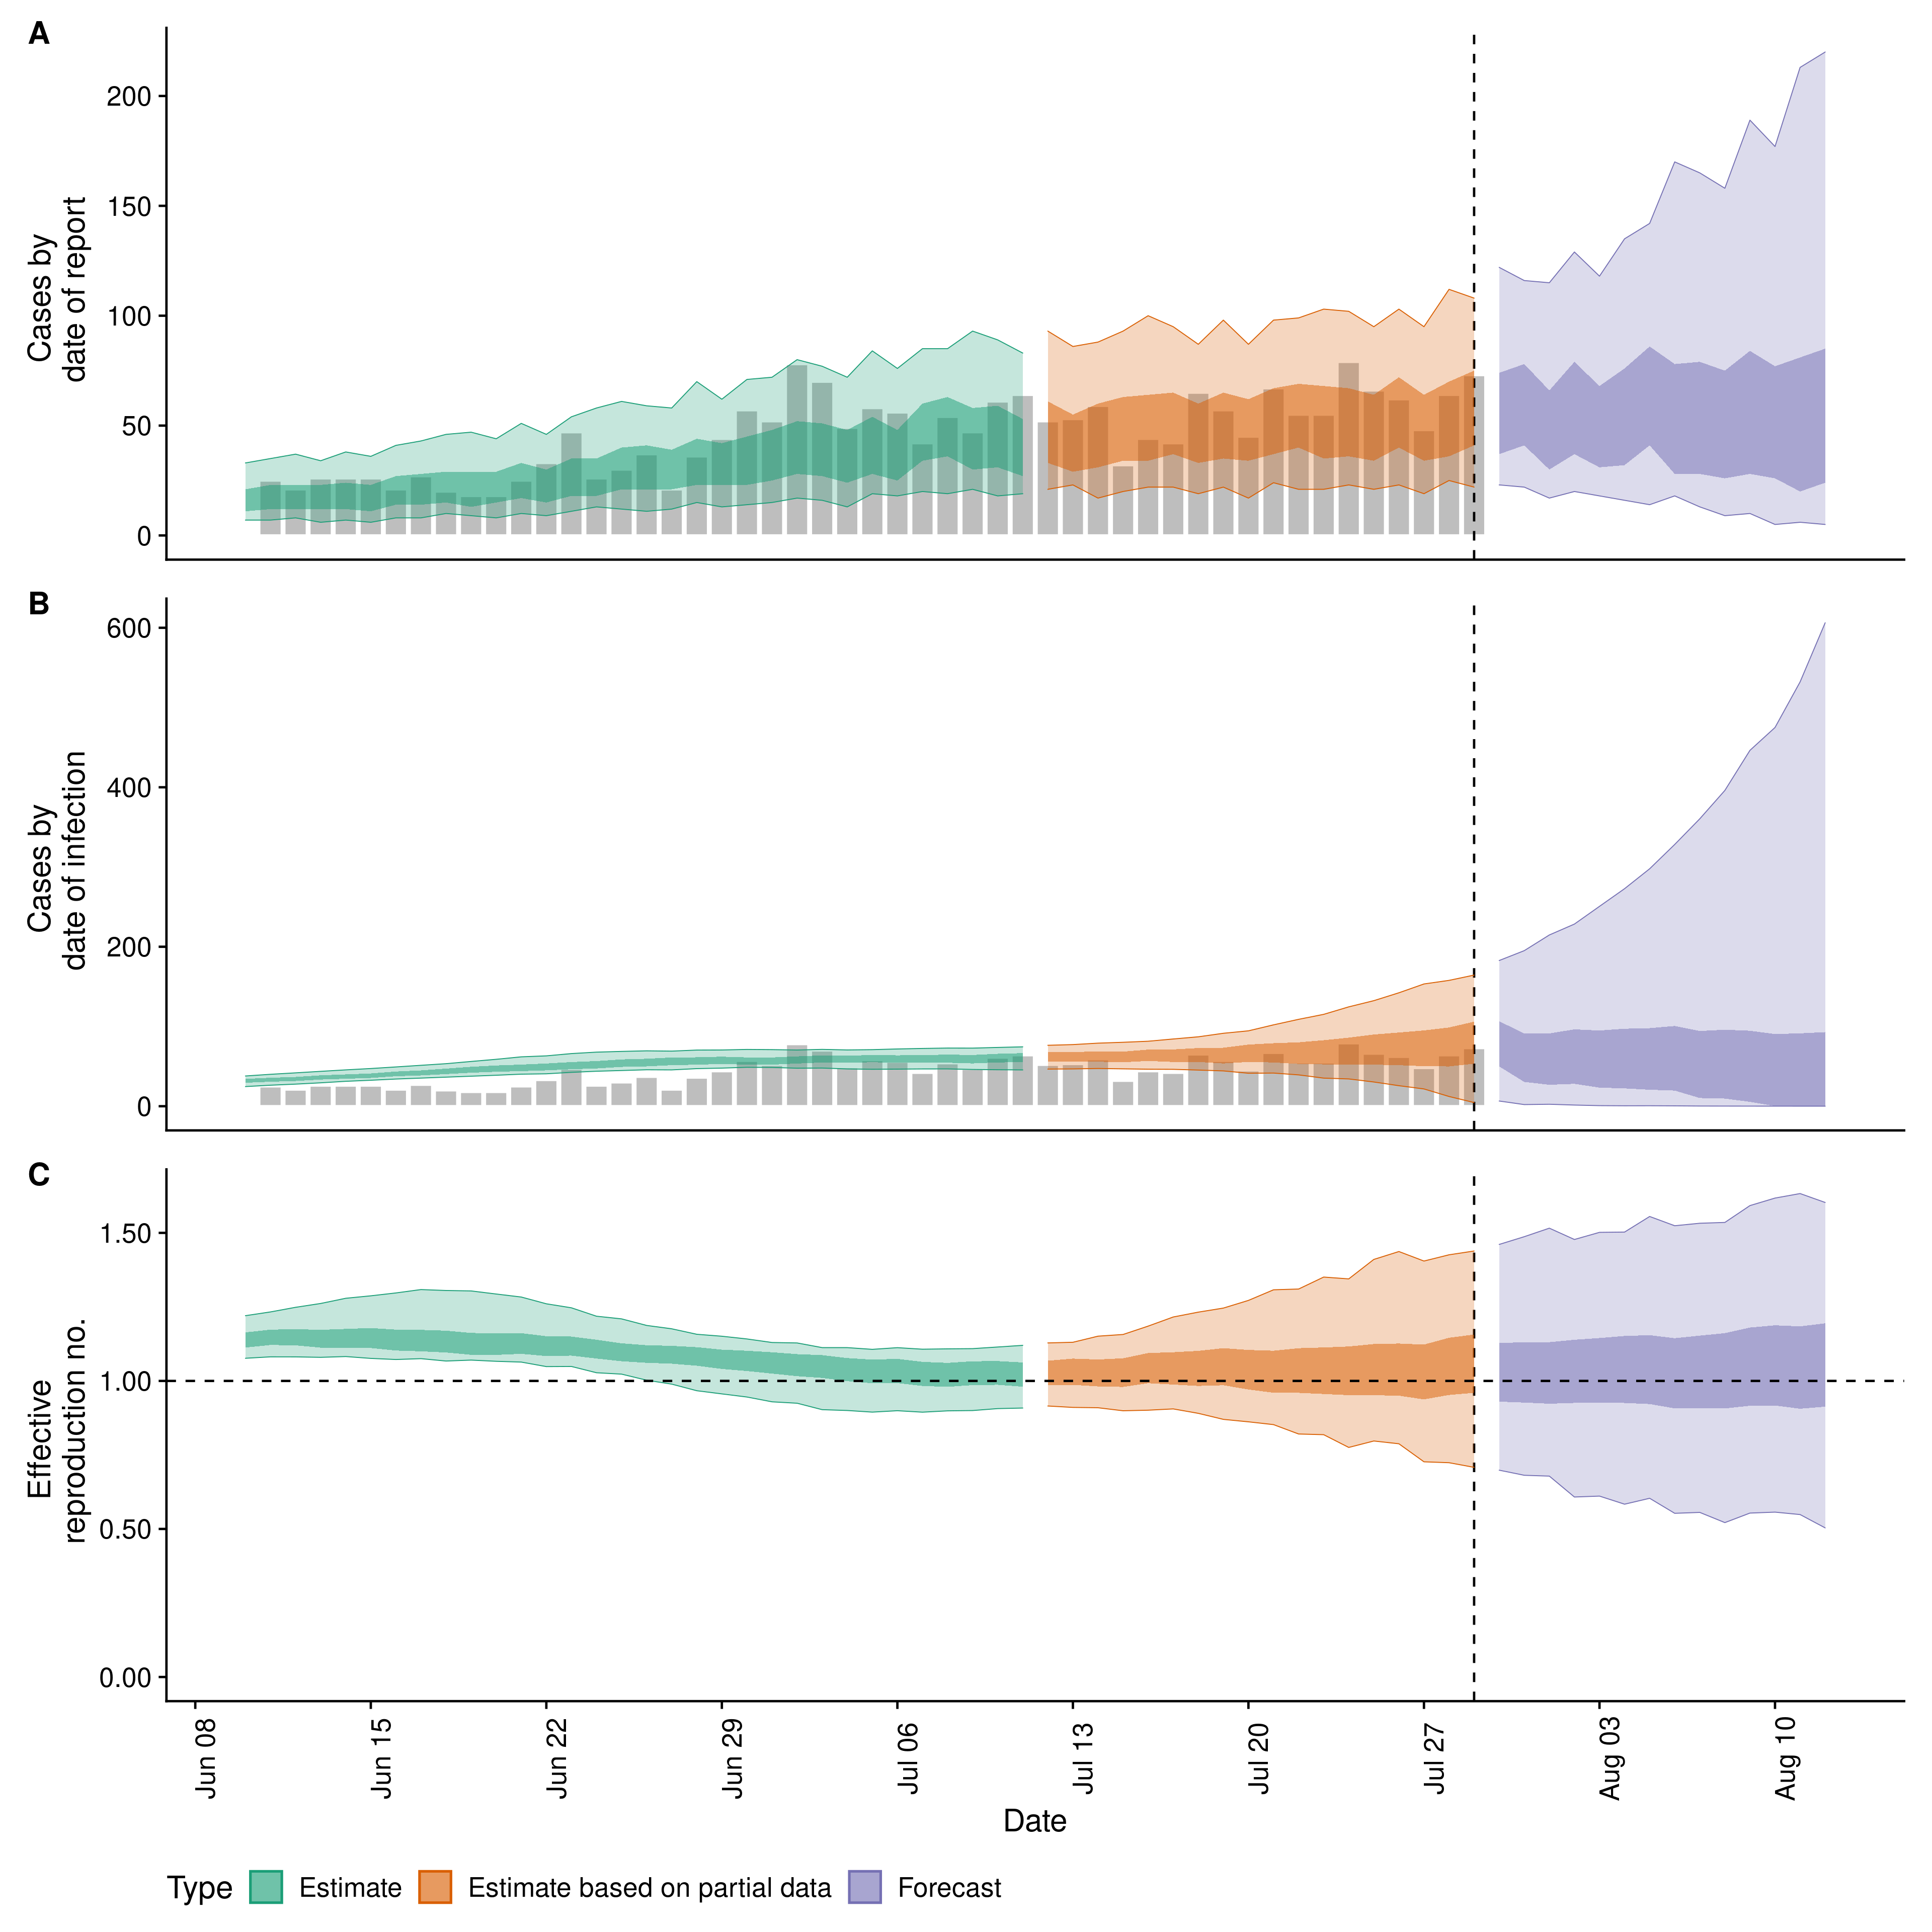 A
Cases by
date of report
200
150
100
50
0
B
Cases by
date of infection
600
400
200
0
C
Effective
reproduction no.
1.50
1.00
0.50
0.00
Jun 08
Jun 15
Jun 22
Jun 29
Jul 06
Jul 13
Jul 20
Jul 27
Aug 03
Aug 10
Date
Type Estimate Estimate based on partial data Forecast